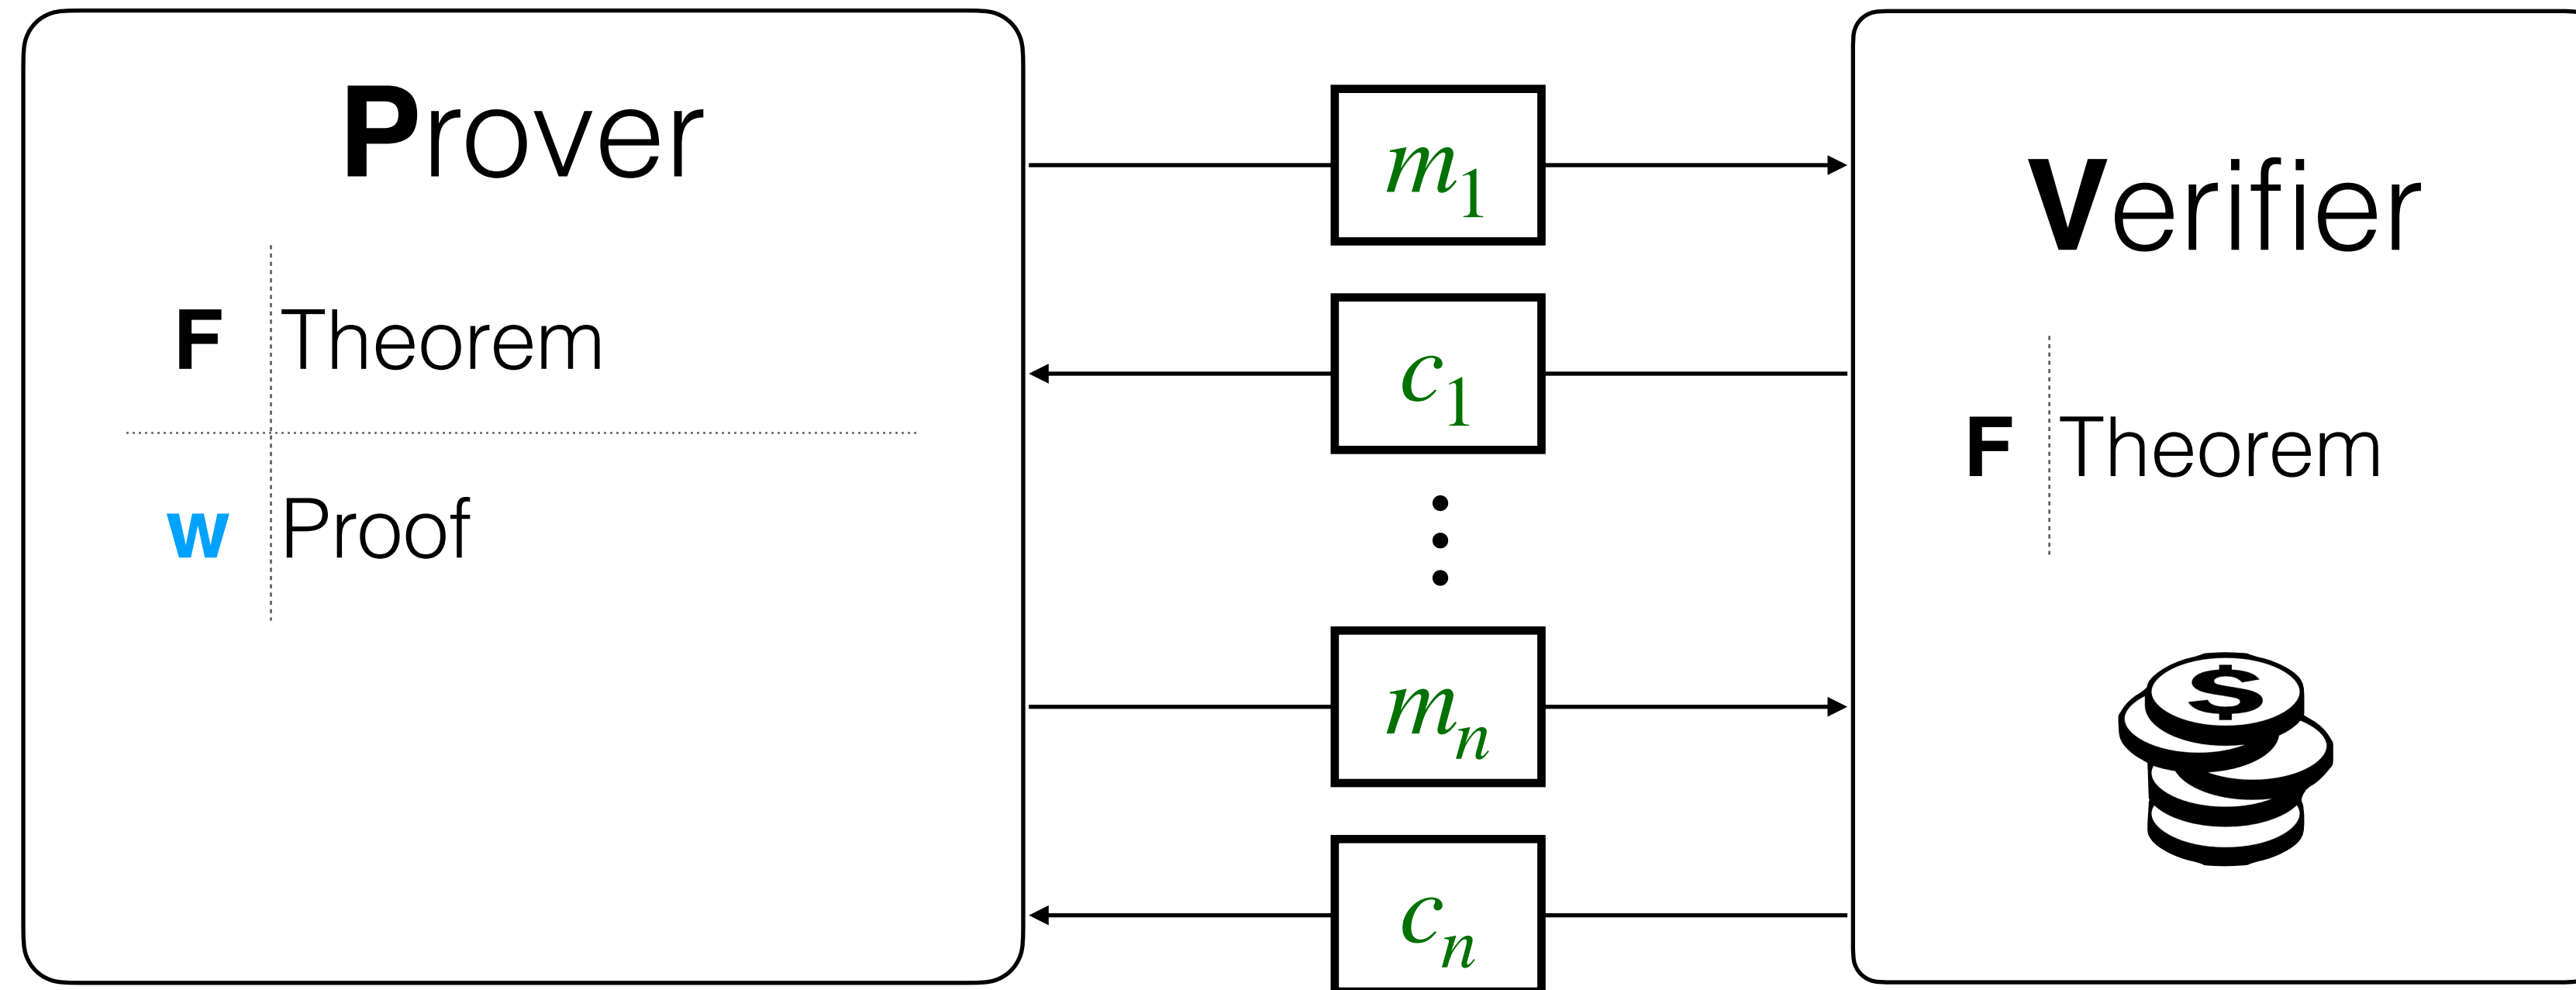 Prover
F Theorem
w Proof
m1
c1
⋮
mn
cn
Verifier
F Theorem
$